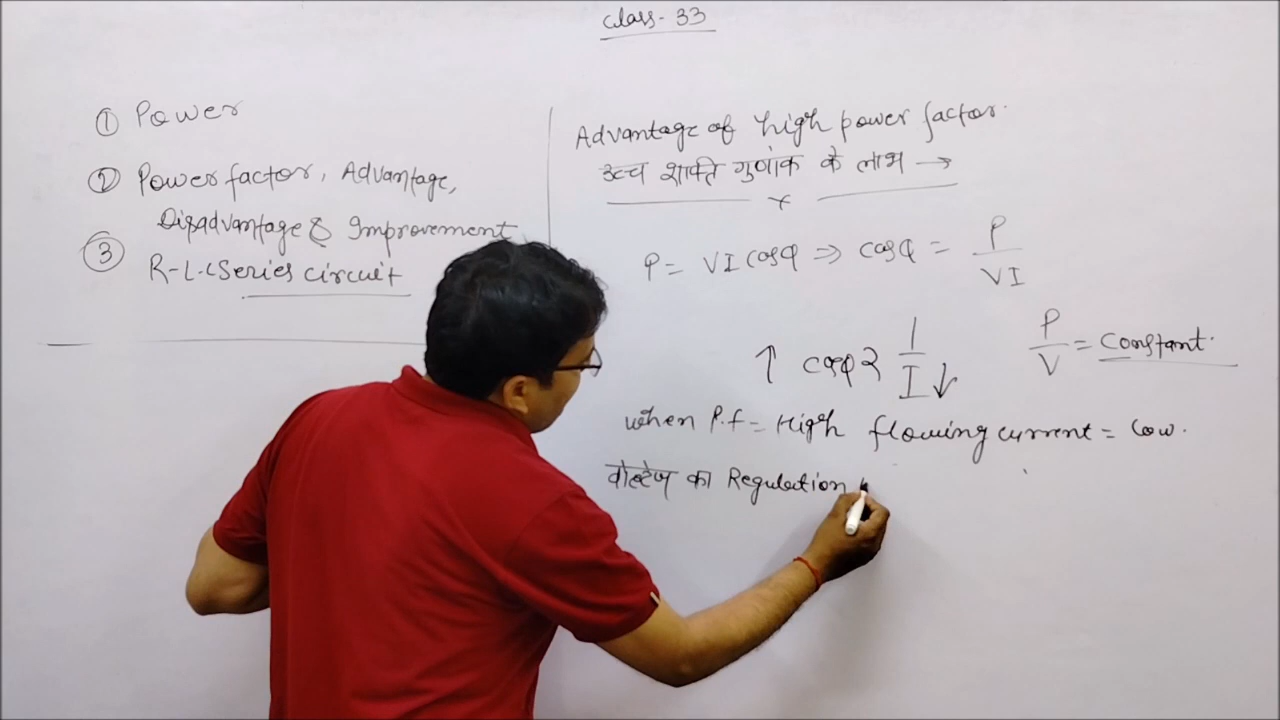 Class - 33
① Power
② Power factor, Advantage,
Disadvantage & Improvement
③ R-L-C Series circuit
Advantage of high power factor.
उच्च शक्ति गुणांक के लाभ →
P = VI cosφ ⇒ cosφ = P / VI
↑ cosφ ∝ 1 / I ↓
P / V = Constant.
when P.f = High flowing current = Low.
वोल्टेज का Regulation